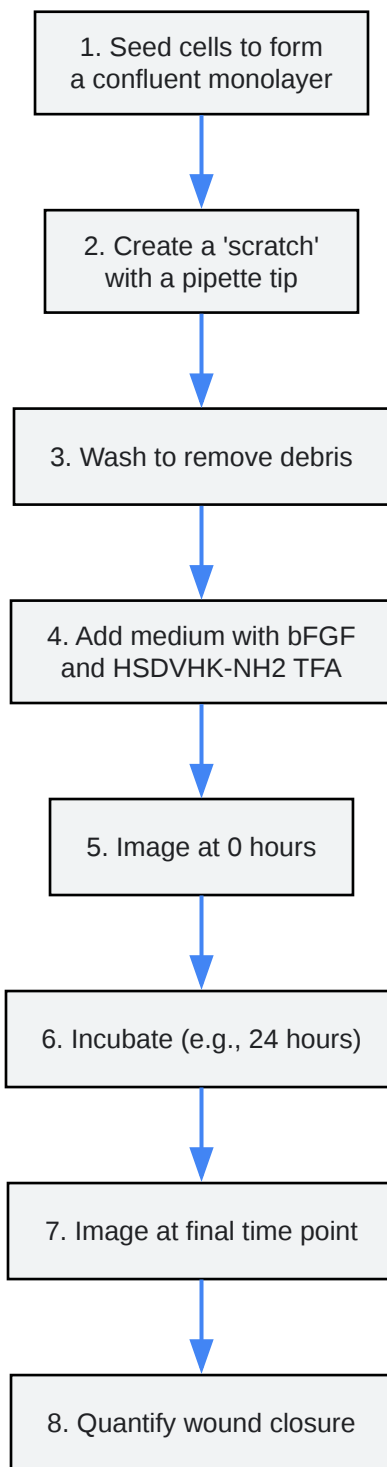 1. Seed cells to form
a confluent monolayer
2. Create a 'scratch'
with a pipette tip
3. Wash to remove debris
4. Add medium with bFGF
and HSDVHK-NH2 TFA
5. Image at 0 hours
6. Incubate (e.g., 24 hours)
7. Image at final time point
8. Quantify wound closure